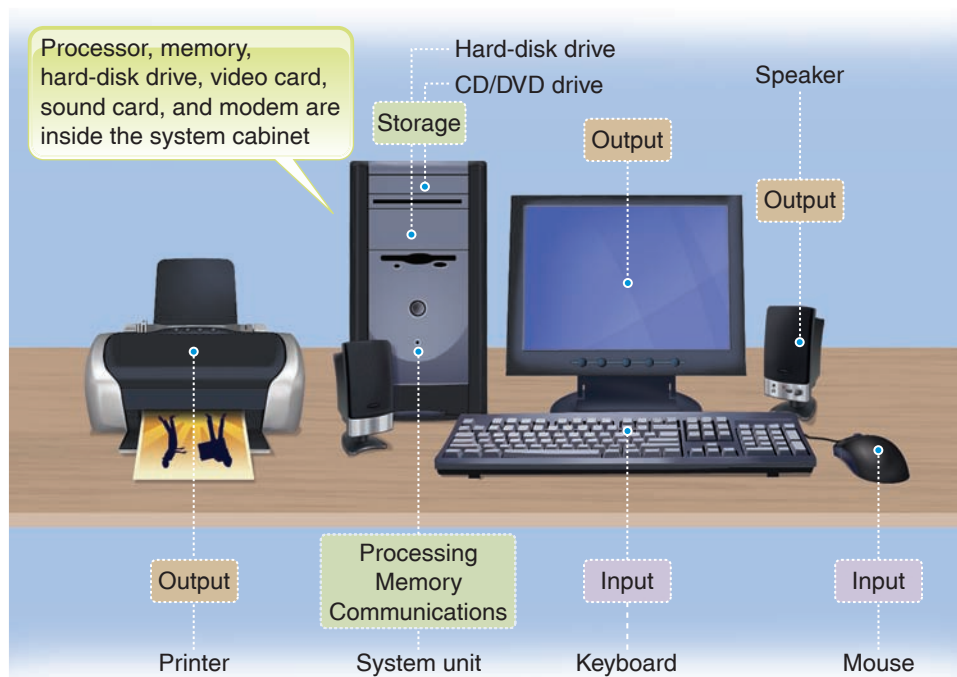 Processor, memory,
hard-disk drive, video card,
sound card, and modem are
inside the system cabinet
Hard-disk drive
CD/DVD drive
Storage
Output
Speaker
Output
Output
Printer
Processing
Memory
Communications
System unit
Input
Keyboard
Input
Mouse